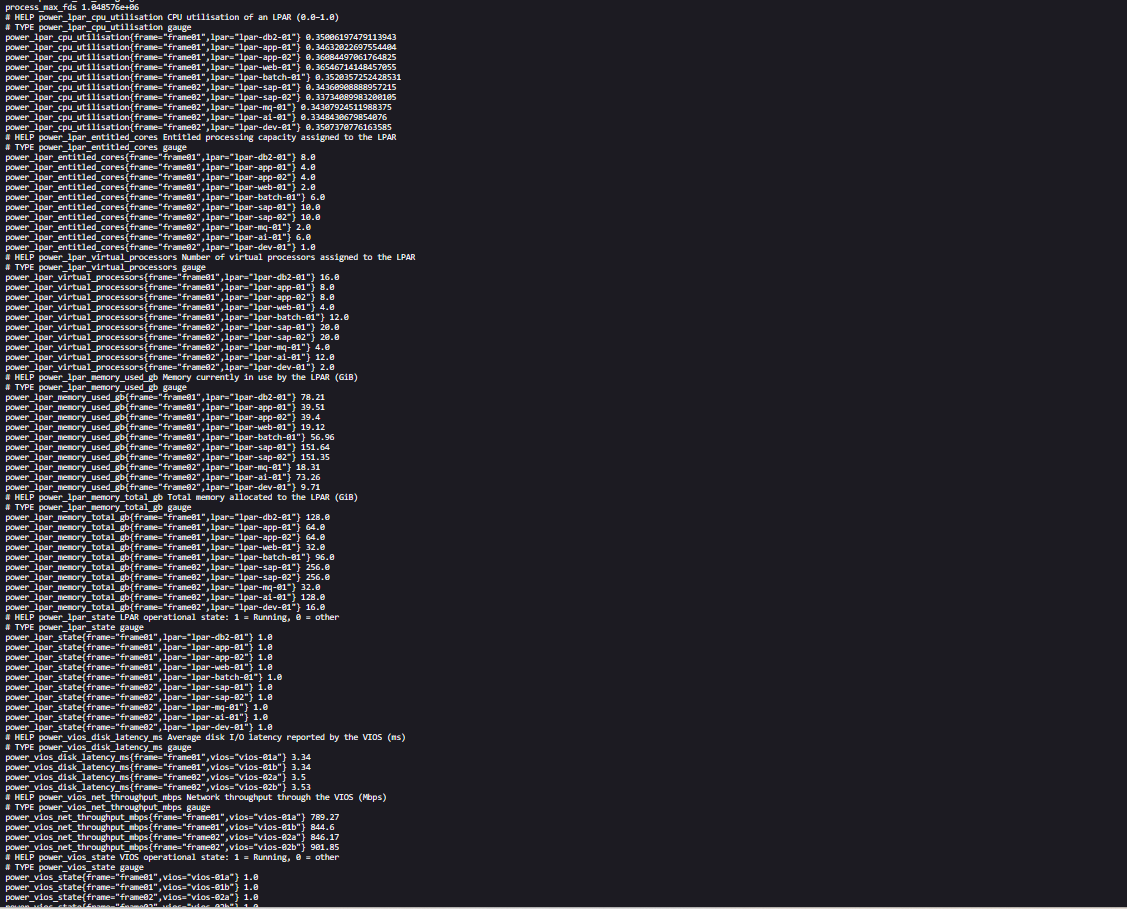 process_max_fds 1.048576e+06
# HELP power_lpar_cpu_utilisation CPU utilisation of an LPAR (0.0–1.0)
# TYPE power_lpar_cpu_utilisation gauge
power_lpar_cpu_utilisation{frame="frame01",lpar="lpar-db2-01"} 0.35006197479113943
power_lpar_cpu_utilisation{frame="frame01",lpar="lpar-app-01"} 0.34632022697554404
power_lpar_cpu_utilisation{frame="frame01",lpar="lpar-app-02"} 0.36084497061764825
power_lpar_cpu_utilisation{frame="frame01",lpar="lpar-web-01"} 0.36546714148457055
power_lpar_cpu_utilisation{frame="frame01",lpar="lpar-batch-01"} 0.3520357252428531
power_lpar_cpu_utilisation{frame="frame02",lpar="lpar-sap-01"} 0.34360908888957215
power_lpar_cpu_utilisation{frame="frame02",lpar="lpar-sap-02"} 0.33734089983200105
power_lpar_cpu_utilisation{frame="frame02",lpar="lpar-mq-01"} 0.34307924511988375
power_lpar_cpu_utilisation{frame="frame02",lpar="lpar-ai-01"} 0.3348430679854076
power_lpar_cpu_utilisation{frame="frame02",lpar="lpar-dev-01"} 0.3507370776163585
# HELP power_lpar_entitled_cores Entitled processing capacity assigned to the LPAR
# TYPE power_lpar_entitled_cores gauge
power_lpar_entitled_cores{frame="frame01",lpar="lpar-db2-01"} 8.0
power_lpar_entitled_cores{frame="frame01",lpar="lpar-app-01"} 4.0
power_lpar_entitled_cores{frame="frame01",lpar="lpar-app-02"} 4.0
power_lpar_entitled_cores{frame="frame01",lpar="lpar-web-01"} 2.0
power_lpar_entitled_cores{frame="frame01",lpar="lpar-batch-01"} 6.0
power_lpar_entitled_cores{frame="frame02",lpar="lpar-sap-01"} 10.0
power_lpar_entitled_cores{frame="frame02",lpar="lpar-sap-02"} 10.0
power_lpar_entitled_cores{frame="frame02",lpar="lpar-mq-01"} 2.0
power_lpar_entitled_cores{frame="frame02",lpar="lpar-ai-01"} 6.0
power_lpar_entitled_cores{frame="frame02",lpar="lpar-dev-01"} 1.0
# HELP power_lpar_virtual_processors Number of virtual processors assigned to the LPAR
# TYPE power_lpar_virtual_processors gauge
power_lpar_virtual_processors{frame="frame01",lpar="lpar-db2-01"} 16.0
power_lpar_virtual_processors{frame="frame01",lpar="lpar-app-01"} 8.0
power_lpar_virtual_processors{frame="frame01",lpar="lpar-app-02"} 8.0
power_lpar_virtual_processors{frame="frame01",lpar="lpar-web-01"} 4.0
power_lpar_virtual_processors{frame="frame01",lpar="lpar-batch-01"} 12.0
power_lpar_virtual_processors{frame="frame02",lpar="lpar-sap-01"} 20.0
power_lpar_virtual_processors{frame="frame02",lpar="lpar-sap-02"} 20.0
power_lpar_virtual_processors{frame="frame02",lpar="lpar-mq-01"} 4.0
power_lpar_virtual_processors{frame="frame02",lpar="lpar-ai-01"} 12.0
power_lpar_virtual_processors{frame="frame02",lpar="lpar-dev-01"} 2.0
# HELP power_lpar_memory_used_gb Memory currently in use by the LPAR (GiB)
# TYPE power_lpar_memory_used_gb gauge
power_lpar_memory_used_gb{frame="frame01",lpar="lpar-db2-01"} 78.21
power_lpar_memory_used_gb{frame="frame01",lpar="lpar-app-01"} 39.51
power_lpar_memory_used_gb{frame="frame01",lpar="lpar-app-02"} 39.4
power_lpar_memory_used_gb{frame="frame01",lpar="lpar-web-01"} 19.12
power_lpar_memory_used_gb{frame="frame01",lpar="lpar-batch-01"} 56.96
power_lpar_memory_used_gb{frame="frame02",lpar="lpar-sap-01"} 151.64
power_lpar_memory_used_gb{frame="frame02",lpar="lpar-sap-02"} 151.35
power_lpar_memory_used_gb{frame="frame02",lpar="lpar-mq-01"} 18.31
power_lpar_memory_used_gb{frame="frame02",lpar="lpar-ai-01"} 73.26
power_lpar_memory_used_gb{frame="frame02",lpar="lpar-dev-01"} 9.71
# HELP power_lpar_memory_total_gb Total memory allocated to the LPAR (GiB)
# TYPE power_lpar_memory_total_gb gauge
power_lpar_memory_total_gb{frame="frame01",lpar="lpar-db2-01"} 128.0
power_lpar_memory_total_gb{frame="frame01",lpar="lpar-app-01"} 64.0
power_lpar_memory_total_gb{frame="frame01",lpar="lpar-app-02"} 64.0
power_lpar_memory_total_gb{frame="frame01",lpar="lpar-web-01"} 32.0
power_lpar_memory_total_gb{frame="frame01",lpar="lpar-batch-01"} 96.0
power_lpar_memory_total_gb{frame="frame02",lpar="lpar-sap-01"} 256.0
power_lpar_memory_total_gb{frame="frame02",lpar="lpar-sap-02"} 256.0
power_lpar_memory_total_gb{frame="frame02",lpar="lpar-mq-01"} 32.0
power_lpar_memory_total_gb{frame="frame02",lpar="lpar-ai-01"} 128.0
power_lpar_memory_total_gb{frame="frame02",lpar="lpar-dev-01"} 16.0
# HELP power_lpar_state LPAR operational state: 1 = Running, 0 = other
# TYPE power_lpar_state gauge
power_lpar_state{frame="frame01",lpar="lpar-db2-01"} 1.0
power_lpar_state{frame="frame01",lpar="lpar-app-01"} 1.0
power_lpar_state{frame="frame01",lpar="lpar-app-02"} 1.0
power_lpar_state{frame="frame01",lpar="lpar-web-01"} 1.0
power_lpar_state{frame="frame01",lpar="lpar-batch-01"} 1.0
power_lpar_state{frame="frame02",lpar="lpar-sap-01"} 1.0
power_lpar_state{frame="frame02",lpar="lpar-sap-02"} 1.0
power_lpar_state{frame="frame02",lpar="lpar-mq-01"} 1.0
power_lpar_state{frame="frame02",lpar="lpar-ai-01"} 1.0
power_lpar_state{frame="frame02",lpar="lpar-dev-01"} 1.0
# HELP power_vios_disk_latency_ms Average disk I/O latency reported by the VIOS (ms)
# TYPE power_vios_disk_latency_ms gauge
power_vios_disk_latency_ms{frame="frame01",vios="vios-01a"} 3.34
power_vios_disk_latency_ms{frame="frame01",vios="vios-01b"} 3.34
power_vios_disk_latency_ms{frame="frame02",vios="vios-02a"} 3.5
power_vios_disk_latency_ms{frame="frame02",vios="vios-02b"} 3.53
# HELP power_vios_net_throughput_mbps Network throughput through the VIOS (Mbps)
# TYPE power_vios_net_throughput_mbps gauge
power_vios_net_throughput_mbps{frame="frame01",vios="vios-01a"} 789.27
power_vios_net_throughput_mbps{frame="frame01",vios="vios-01b"} 844.6
power_vios_net_throughput_mbps{frame="frame02",vios="vios-02a"} 846.17
power_vios_net_throughput_mbps{frame="frame02",vios="vios-02b"} 901.85
# HELP power_vios_state VIOS operational state: 1 = Running, 0 = other
# TYPE power_vios_state gauge
power_vios_state{frame="frame01",vios="vios-01a"} 1.0
power_vios_state{frame="frame01",vios="vios-01b"} 1.0
power_vios_state{frame="frame02",vios="vios-02a"} 1.0
power_vios_state{frame="frame02",vios="vios-02b"} 1.0